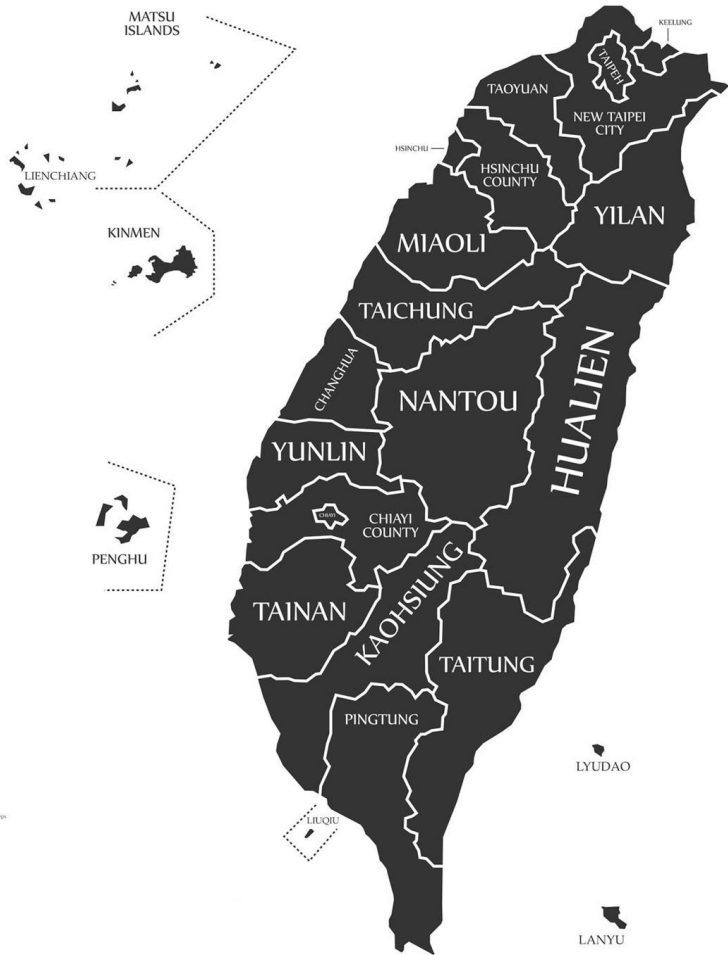 MATSU
ISLANDS
KEELUNG
TAIPEH
TAOYUAN
NEW TAIPEI
CITY
HSINCHU
HSINCHU
COUNTY
LIENCHIANG
YILAN
KINMEN
MIAOLI
TAICHUNG
CHANGHUA
NANTOU
HUALIEN
YUNLIN
CHIAYI
CHIAYI
COUNTY
PENGHU
TAINAN
KAOHSIUNG
TAITUNG
PINGTUNG
LYUDAO
LIUQIU
LANYU